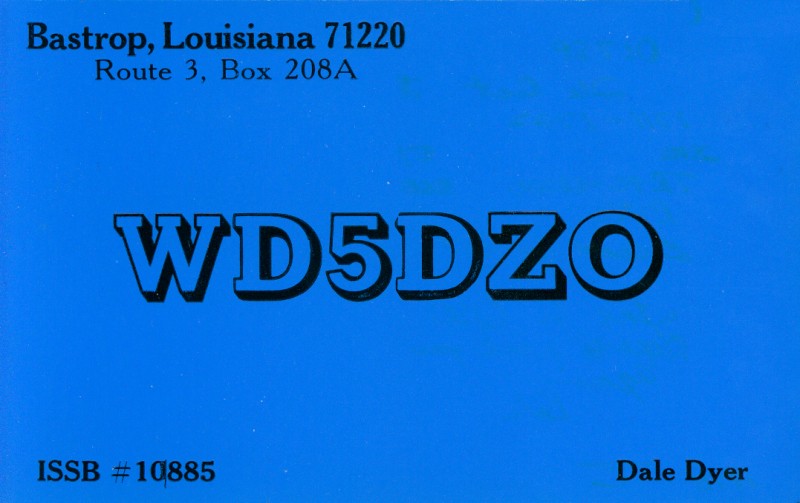 Bastrop, Louisiana 71220
Route 3, Box 208A
WD5DZO
ISSB # 10885
Dale Dyer